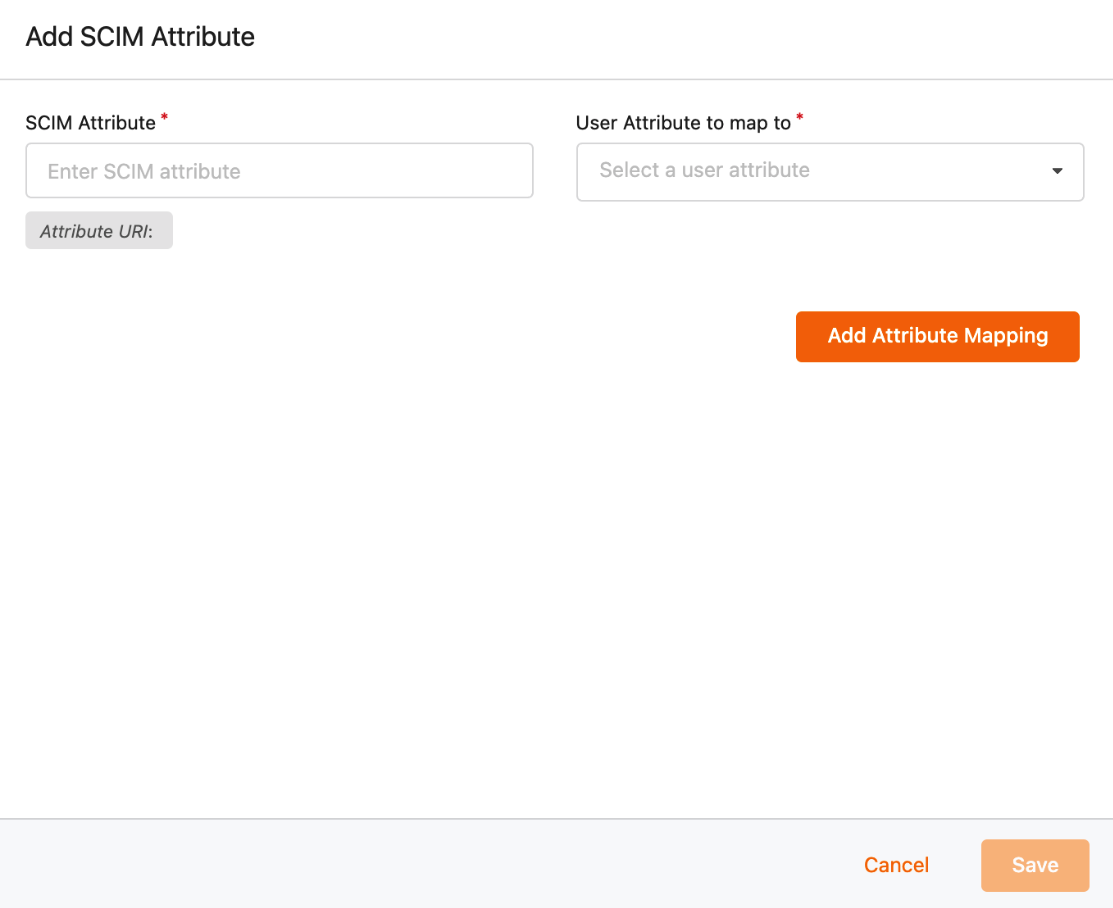 Add SCIM Attribute
SCIM Attribute *
User Attribute to map to *
Enter SCIM attribute
Select a user attribute
Attribute URI:
Add Attribute Mapping
Cancel
Save